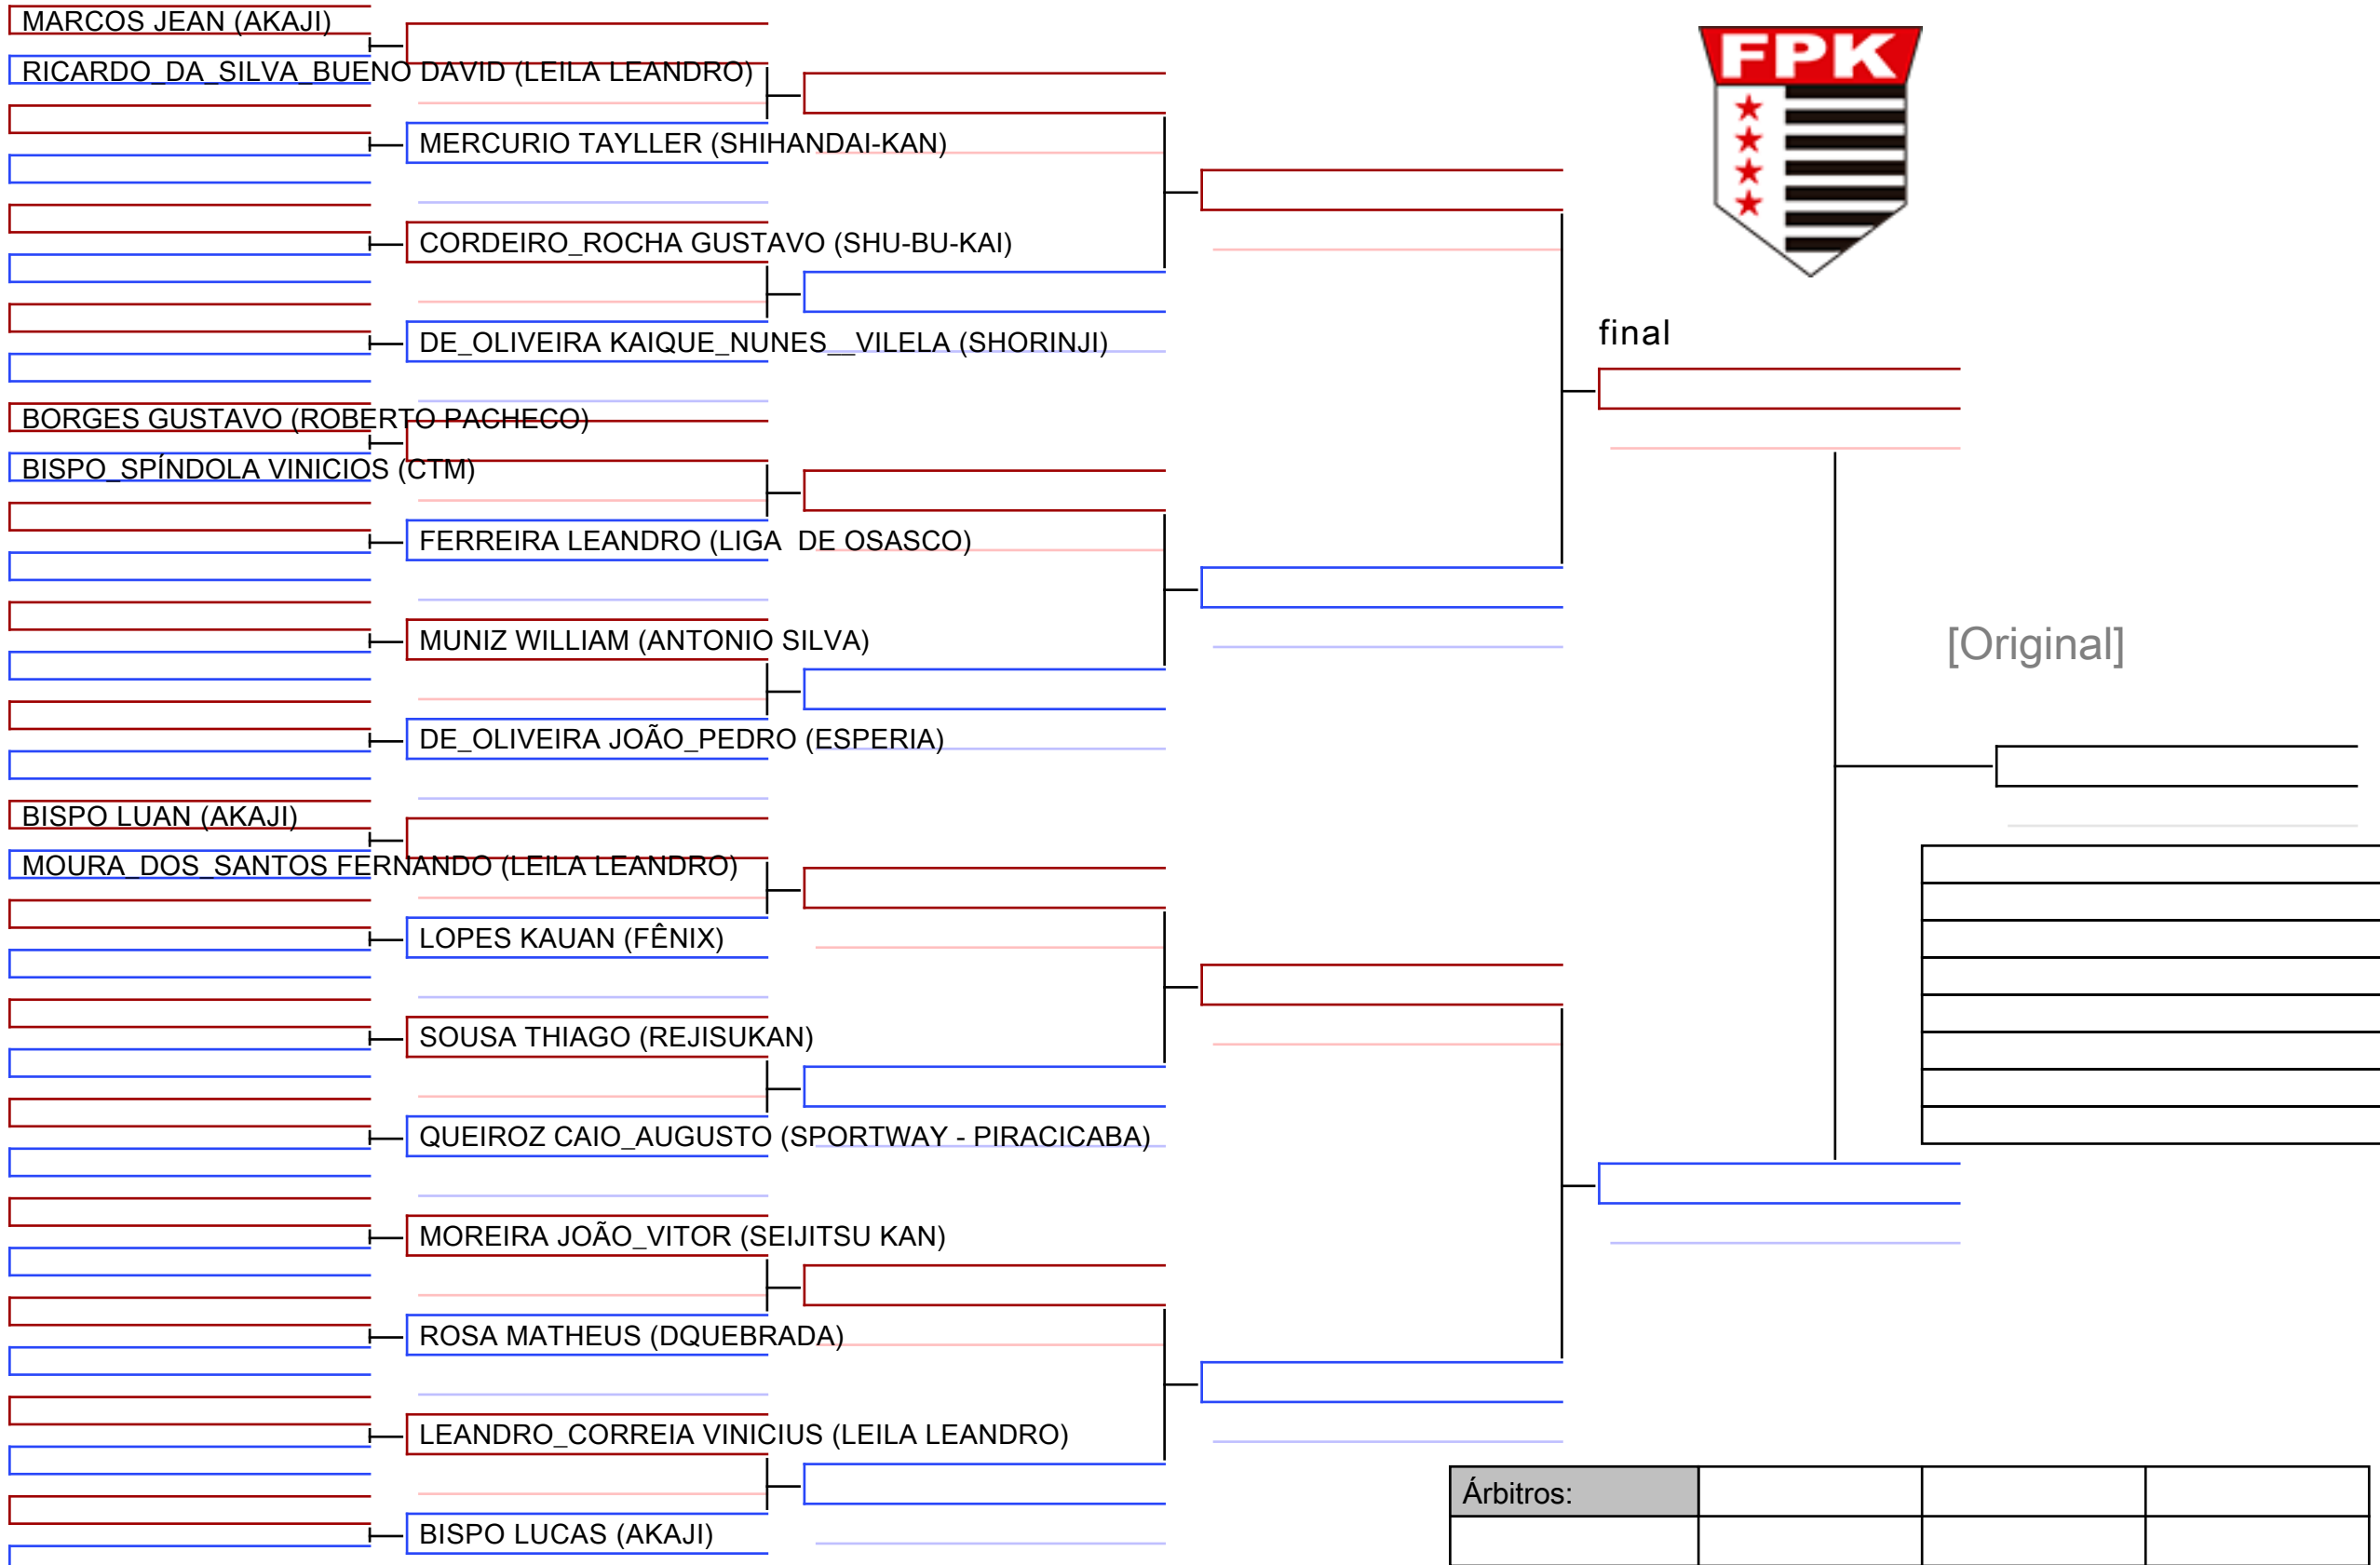 MARCOS JEAN (AKAJI)
RICARDO_DA_SILVA_BUENO DAVID (LEILA LEANDRO)
MERCURIO TAYLLER (SHIHANDAI-KAN)
CORDEIRO_ROCHA GUSTAVO (SHU-BU-KAI)
DE_OLIVEIRA KAIQUE_NUNES__VILELA (SHORINJI)
BORGES GUSTAVO (ROBERTO PACHECO)
BISPO_SPÍNDOLA VINICIOS (CTM)
FERREIRA LEANDRO (LIGA  DE OSASCO)
MUNIZ WILLIAM (ANTONIO SILVA)
DE_OLIVEIRA JOÃO_PEDRO (ESPERIA)
BISPO LUAN (AKAJI)
MOURA_DOS_SANTOS FERNANDO (LEILA LEANDRO)
LOPES KAUAN (FÊNIX)
SOUSA THIAGO (REJISUKAN)
QUEIROZ CAIO_AUGUSTO (SPORTWAY - PIRACICABA)
MOREIRA JOÃO_VITOR (SEIJITSU KAN)
ROSA MATHEUS (DQUEBRADA)
LEANDRO_CORREIA VINICIUS (LEILA LEANDRO)
BISPO LUCAS (AKAJI)
FPK
final
[Original]
Árbitros: